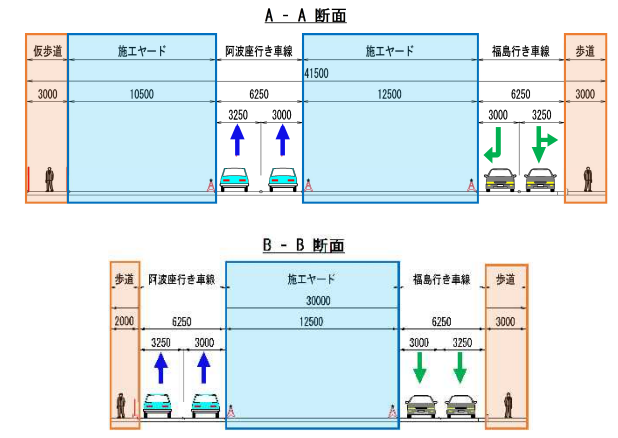 A - A 断面
仮歩道 施工ヤード 阿波座行き車線 施工ヤード 福島行き車線 歩道
41500
3000 10500 6250 12500 6250 3000
3250 3000 3000 3250
B - B 断面
歩道 阿波座行き車線 施工ヤード 福島行き車線 歩道
30000
2000 6250 12500 6250 3000
3250 3000 3000 3250